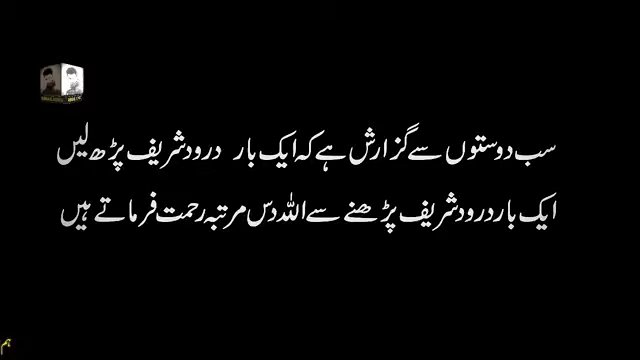 سب دوستوں سے گزارش ہے کہ ایک بار درود شریف پڑھ لیں
ایک بار درود شریف پڑھنے سے اللہ دس مرتبہ رحمت فرماتے ہیں
ہم